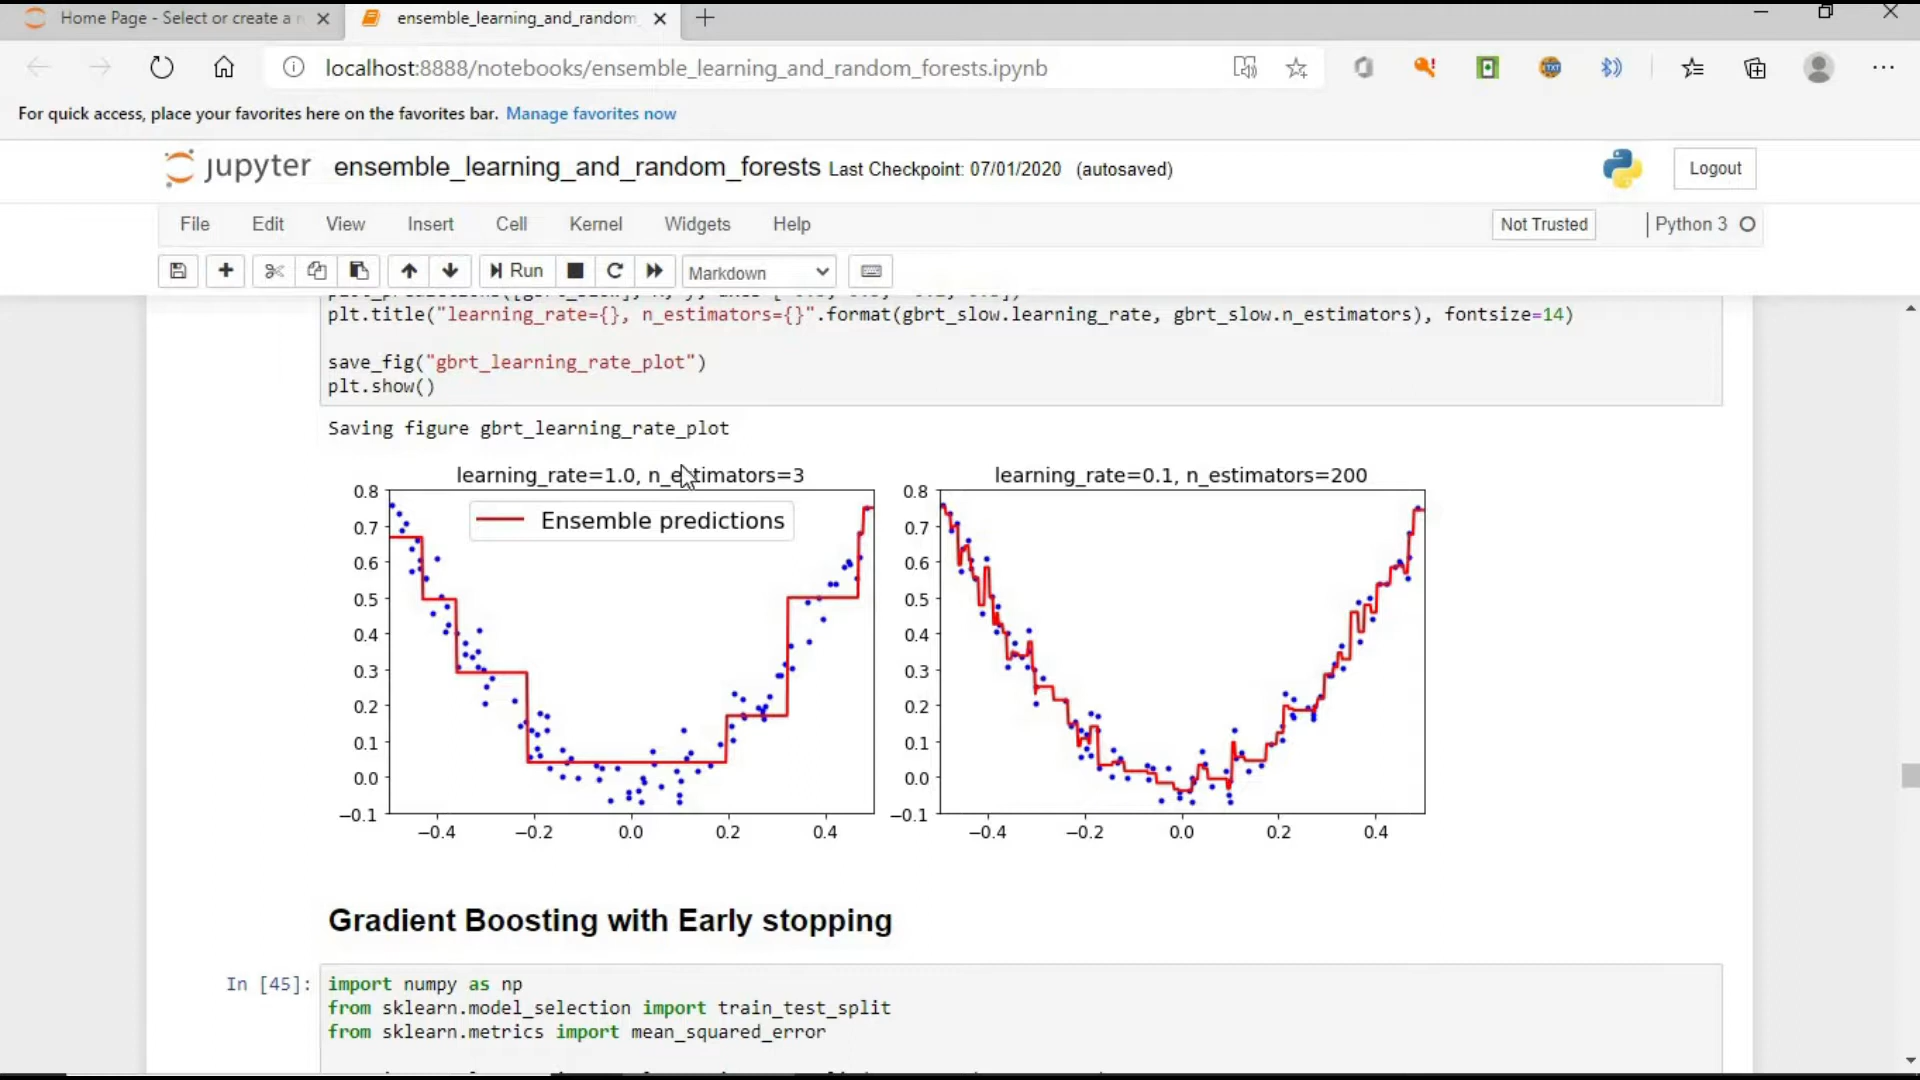 Home Page - Select or create a n
ensemble_learning_and_random
localhost:8888/notebooks/ensemble_learning_and_random_forests.ipynb
For quick access, place your favorites here on the favorites bar. Manage favorites now
jupyter ensemble_learning_and_random_forests Last Checkpoint: 07/01/2020 (autosaved)
Logout
File Edit View Insert Cell Kernel Widgets Help
Not Trusted
Python 3
Run
Markdown
plt.title("learning_rate={}, n_estimators={}".format(gbrt_slow.learning_rate, gbrt_slow.n_estimators), fontsize=14)
save_fig("gbrt_learning_rate_plot")
plt.show()
Saving figure gbrt_learning_rate_plot
learning_rate=1.0, n_estimators=3
Ensemble predictions
0.8
0.7
0.6
0.5
0.4
0.3
0.2
0.1
0.0
−0.1
−0.4 −0.2 0.0 0.2 0.4
learning_rate=0.1, n_estimators=200
0.8
0.7
0.6
0.5
0.4
0.3
0.2
0.1
0.0
−0.1
−0.4 −0.2 0.0 0.2 0.4
Gradient Boosting with Early stopping
In [45]:
import numpy as np
from sklearn.model_selection import train_test_split
from sklearn.metrics import mean_squared_error